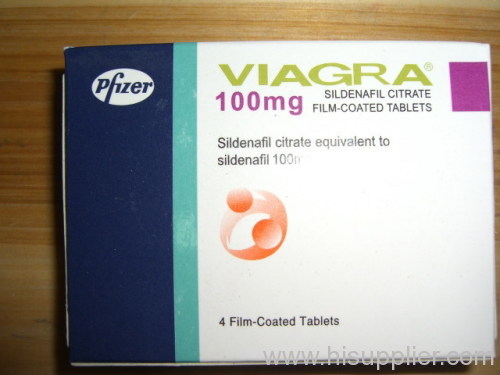 Pfizer
VIAGRA®
100mg
SILDENAFIL CITRATE
FILM-COATED TABLETS
Sildenafil citrate equivalent to
sildenafil 100m
4 Film-Coated Tablets
www.hisupplier.com